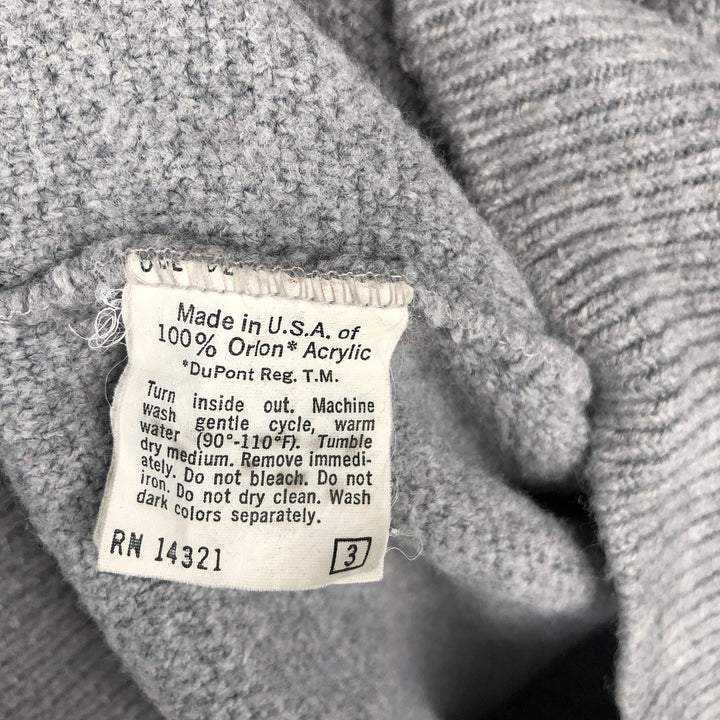 Made in U.S.A. of
100% Orlon* Acrylic
*DuPont Reg. T.M.
Turn inside out. Machine
wash gentle cycle, warm
water (90°-110°F). Tumble
dry medium. Remove immedi-
ately. Do not bleach. Do not
iron. Do not dry clean. Wash
dark colors separately.
RN 14321
3